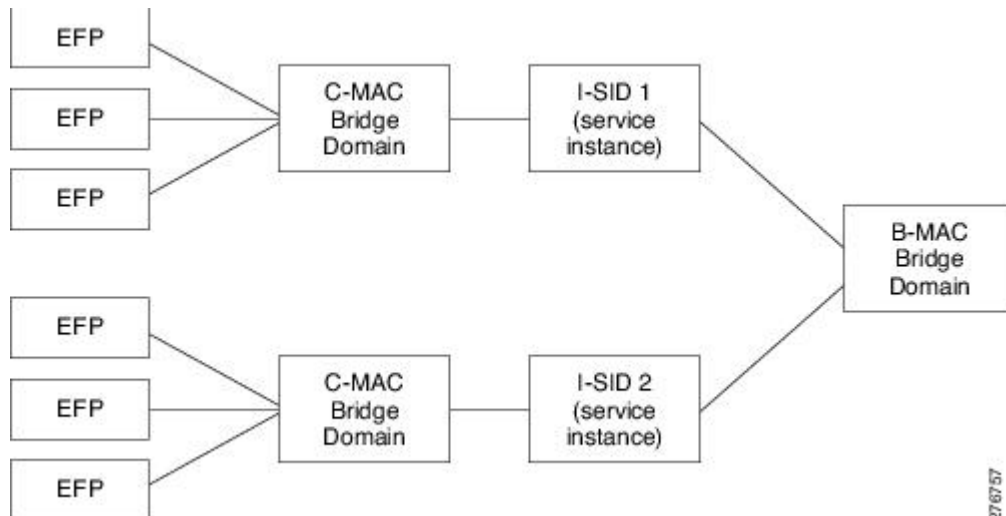 EFP
EFP
EFP
C-MAC
Bridge
Domain
I-SID 1
(service
instance)
B-MAC
Bridge
Domain
EFP
EFP
EFP
C-MAC
Bridge
Domain
I-SID 2
(service
instance)
276757